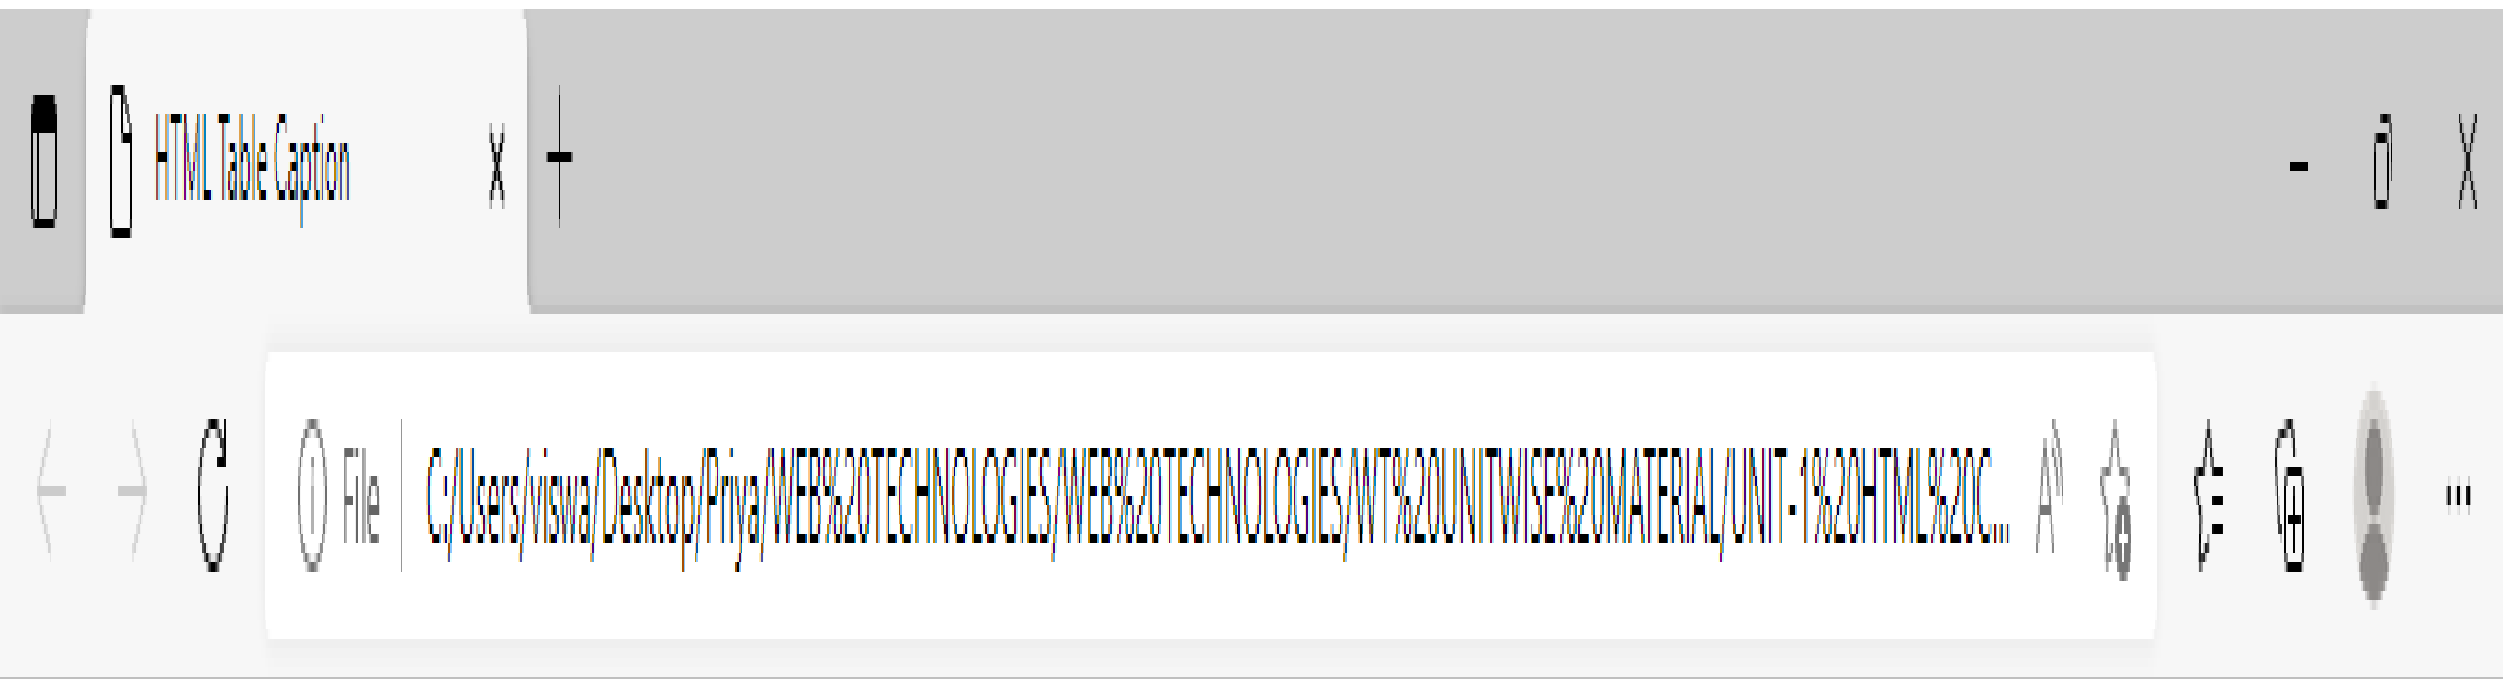 HTML Table Caption
File C:/Users/viswa/Desktop/Priya/WEB%20TECHNOLOGIES/WEB%20TECHNOLOGIES/WT%20UNITWISE%20MATERIAL/UNIT-1%20HTML%20C...